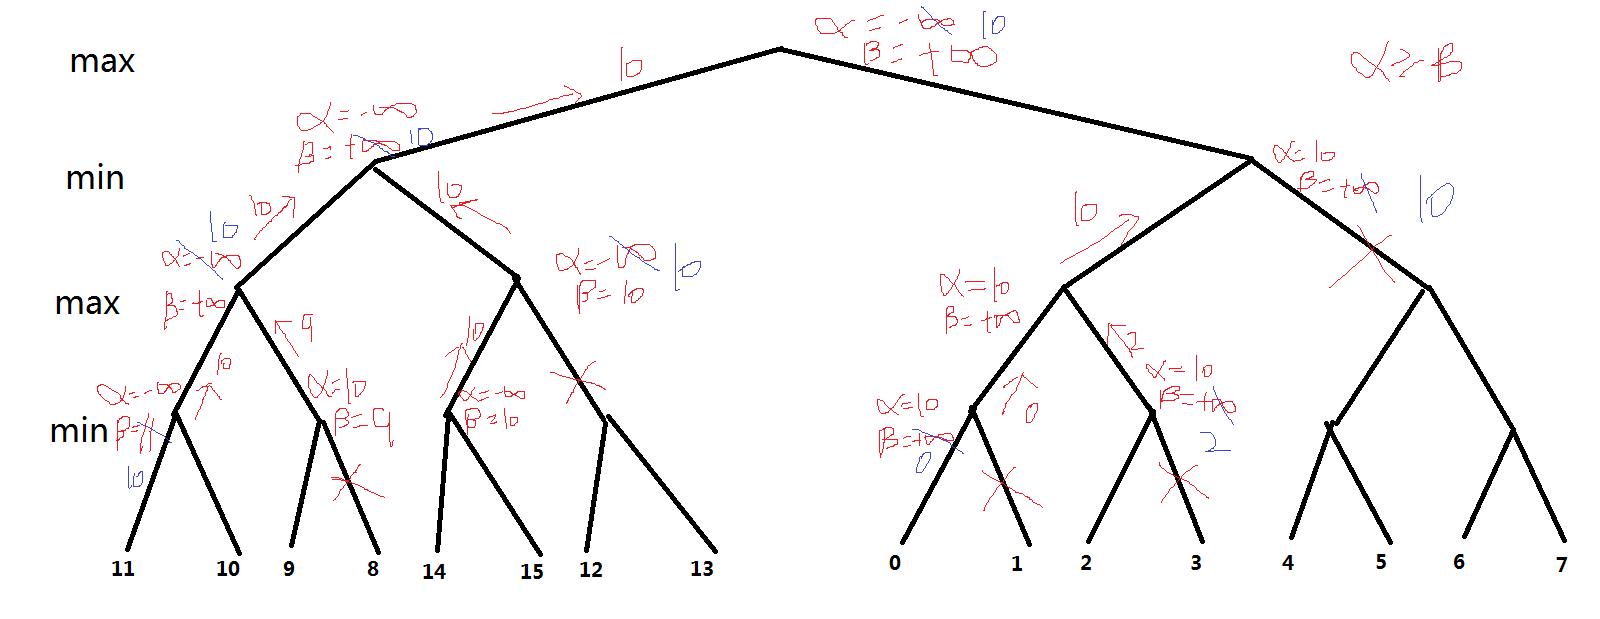 max
α = -∞ 10
β = +∞
α ≥ β
10
α = -∞
β = +∞ 10
min
α = 10
β = +∞ 10
10
10
10
10
α = -∞
β = +∞
α = -∞ 10
β = 10
max
α = 10
β = +∞
9
10
2
10
α = -∞
β = 11
10
α = 10
β = 9
α = -∞
β = 10
min
α = 10
β = +∞
0
0
α = 10
β = +∞
2
11 10 9 8 14 15 12 13 0 1 2 3 4 5 6 7